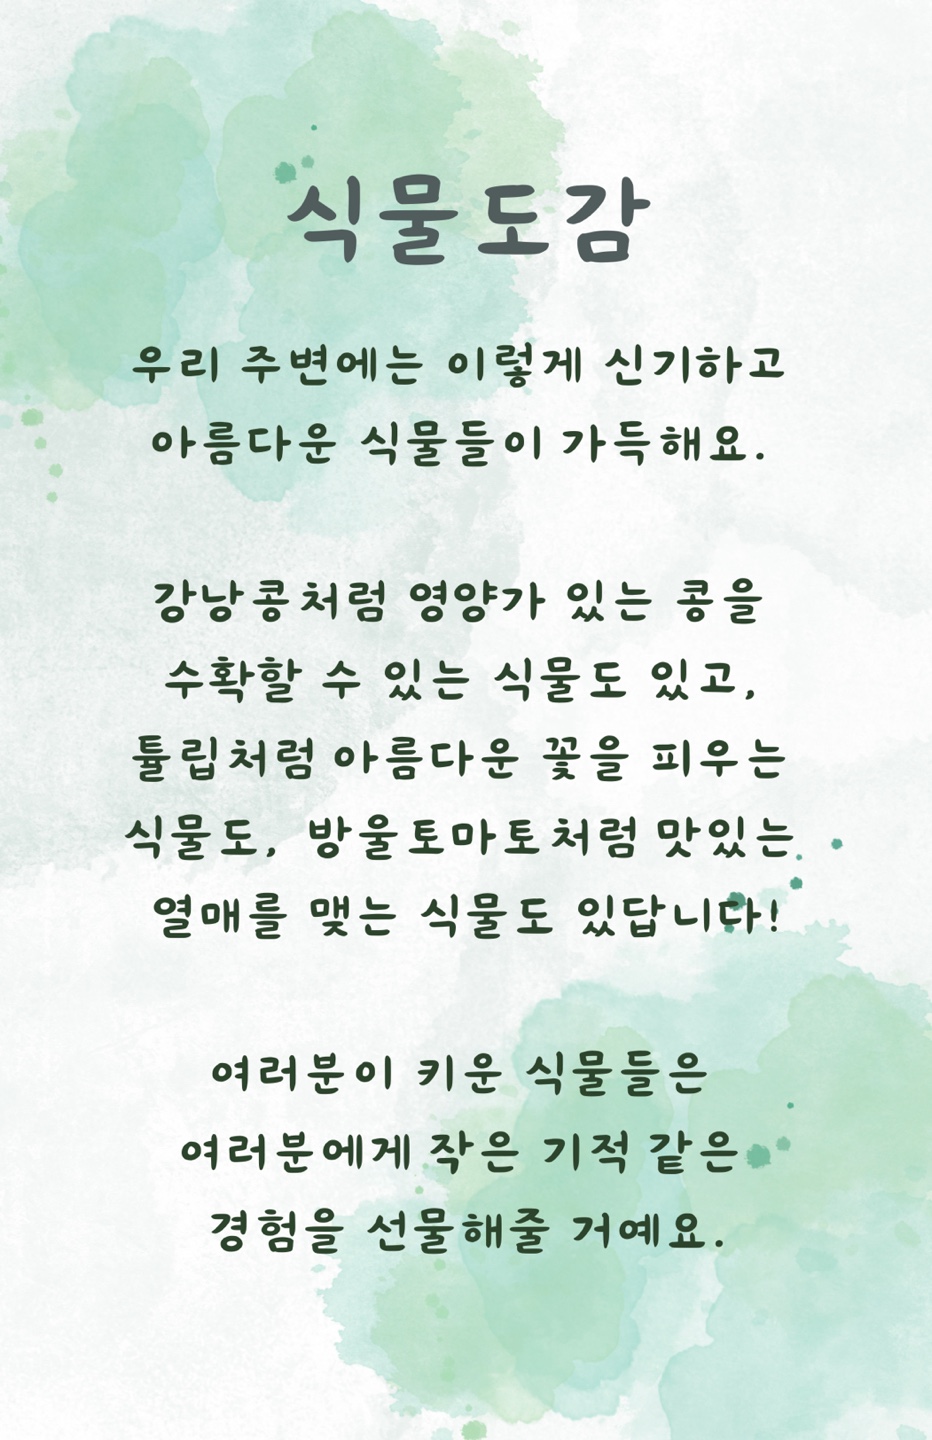 식물도감
우리 주변에는 이렇게 신기하고
아름다운 식물들이 가득해요.
강낭콩처럼 영양가 있는 콩을
수확할 수 있는 식물도 있고,
튤립처럼 아름다운 꽃을 피우는
식물도, 방울토마토처럼 맛있는
열매를 맺는 식물도 있답니다!
여러분이 키운 식물들은
여러분에게 작은 기적 같은
경험을 선물해줄 거예요.